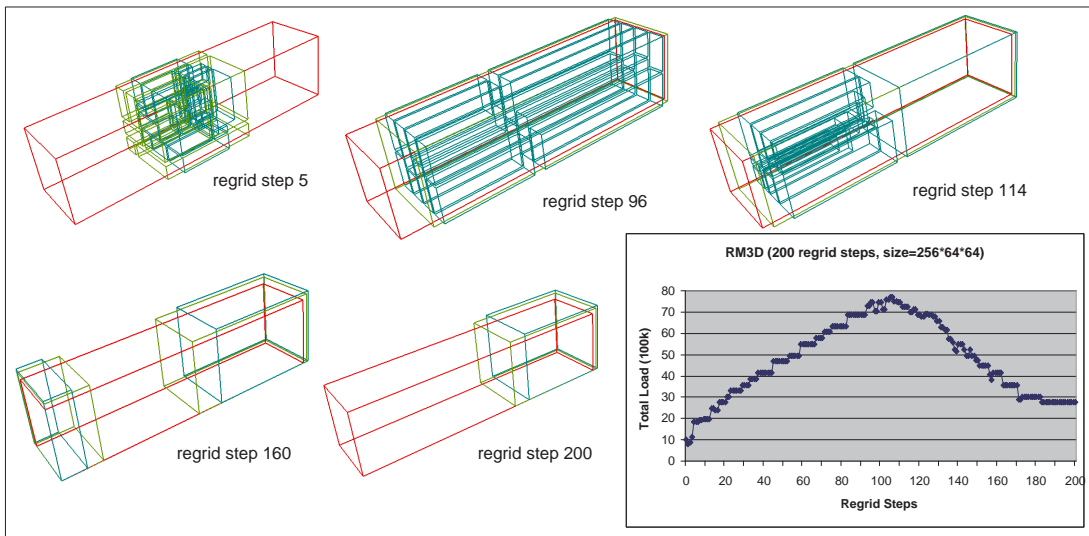 regrid step 5
regrid step 96
regrid step 114
regrid step 160
regrid step 200
RM3D (200 regrid steps, size=256*64*64)
Total Load (100k)
80
70
60
50
40
30
20
10
0
0 20 40 60 80 100 120 140 160 180 200
Regrid Steps